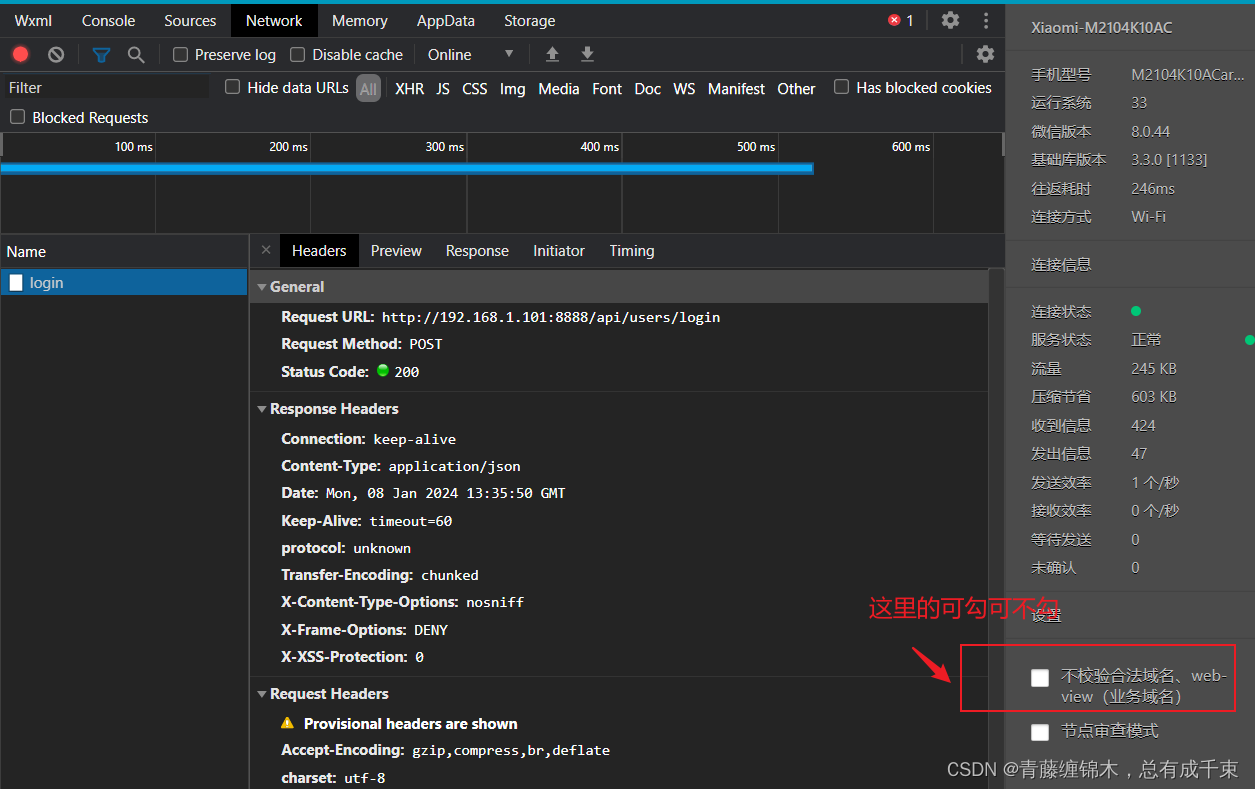 Wxml Console Sources Network Memory AppData Storage 1
Preserve log Disable cache Online
Filter Hide data URLs All XHR JS CSS Img Media Font Doc WS Manifest Other Has blocked cookies
Blocked Requests
100 ms 200 ms 300 ms 400 ms 500 ms 600 ms
Name
login
× Headers Preview Response Initiator Timing
General
Request URL: http://192.168.1.101:8888/api/users/login
Request Method: POST
Status Code: 200
Response Headers
Connection: keep-alive
Content-Type: application/json
Date: Mon, 08 Jan 2024 13:35:50 GMT
Keep-Alive: timeout=60
protocol: unknown
Transfer-Encoding: chunked
X-Content-Type-Options: nosniff
X-Frame-Options: DENY
X-XSS-Protection: 0
Request Headers
Provisional headers are shown
Accept-Encoding: gzip,compress,br,deflate
charset: utf-8
Xiaomi-M2104K10AC
手机型号 M2104K10ACar...
运行系统 33
微信版本 8.0.44
基础库版本 3.3.0 [1133]
往返耗时 246ms
连接方式 Wi-Fi
连接信息
连接状态
服务状态 正常
流量 245 KB
压缩节省 603 KB
收到信息 424
发出信息 47
发送效率 1 个/秒
接收效率 0 个/秒
等待发送 0
未确认 0
这里的可勾可不勾
设置
不校验合法域名、web-
view（业务域名）
节点审查模式
CSDN @青藤缠锦木，总有成千束